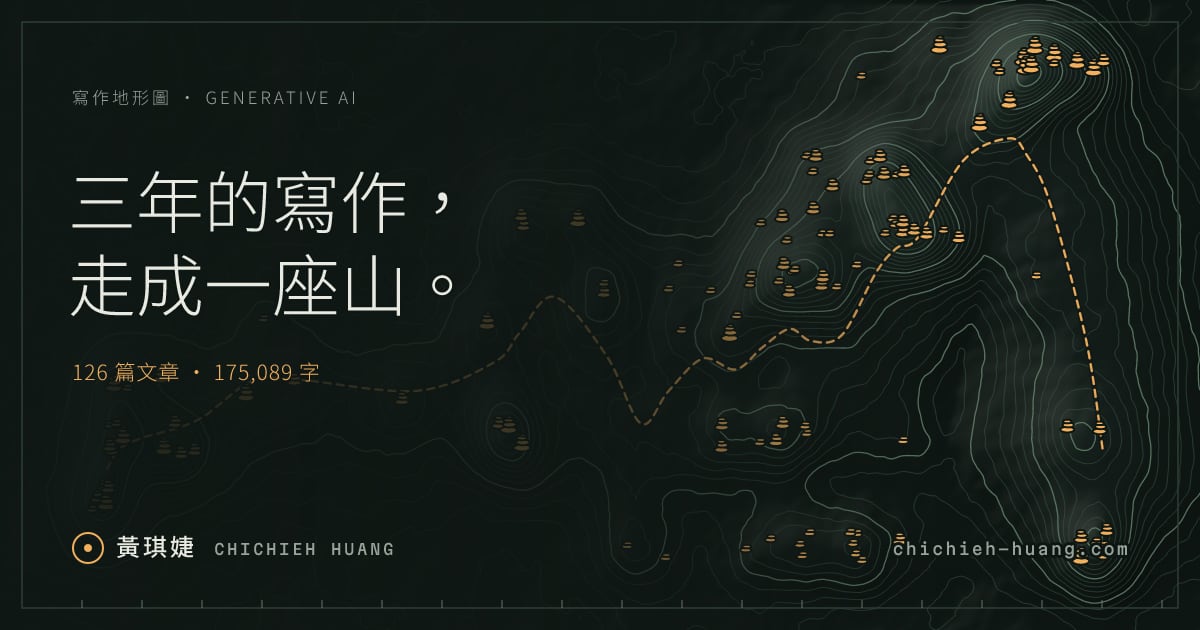 寫作地形圖 · GENERATIVE AI
三年的寫作，
走成一座山。
126 篇文章 · 175,089 字
黃琪婕 CHICHIEH HUANG
chichieh-huang.com